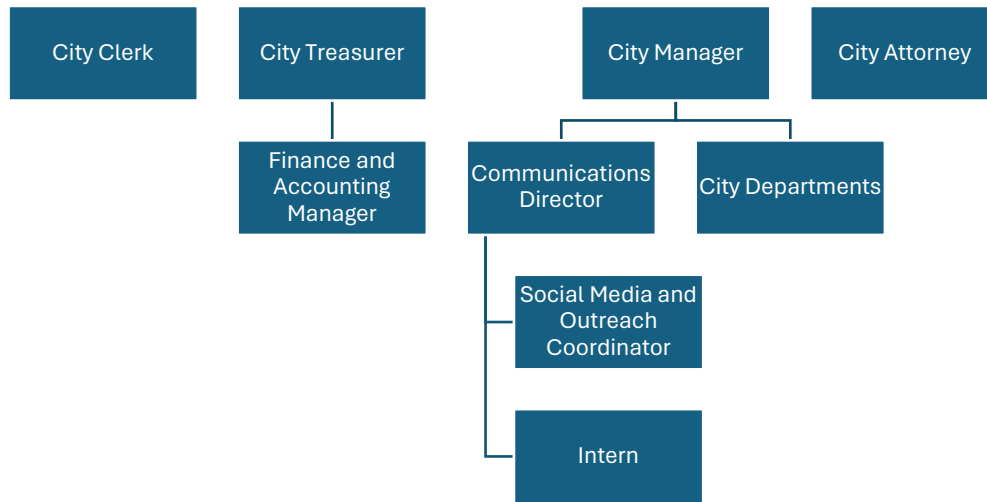 City Clerk
City Treasurer
City Manager
City Attorney
Finance and
Accounting
Manager
Communications
Director
City Departments
Social Media and
Outreach
Coordinator
Intern